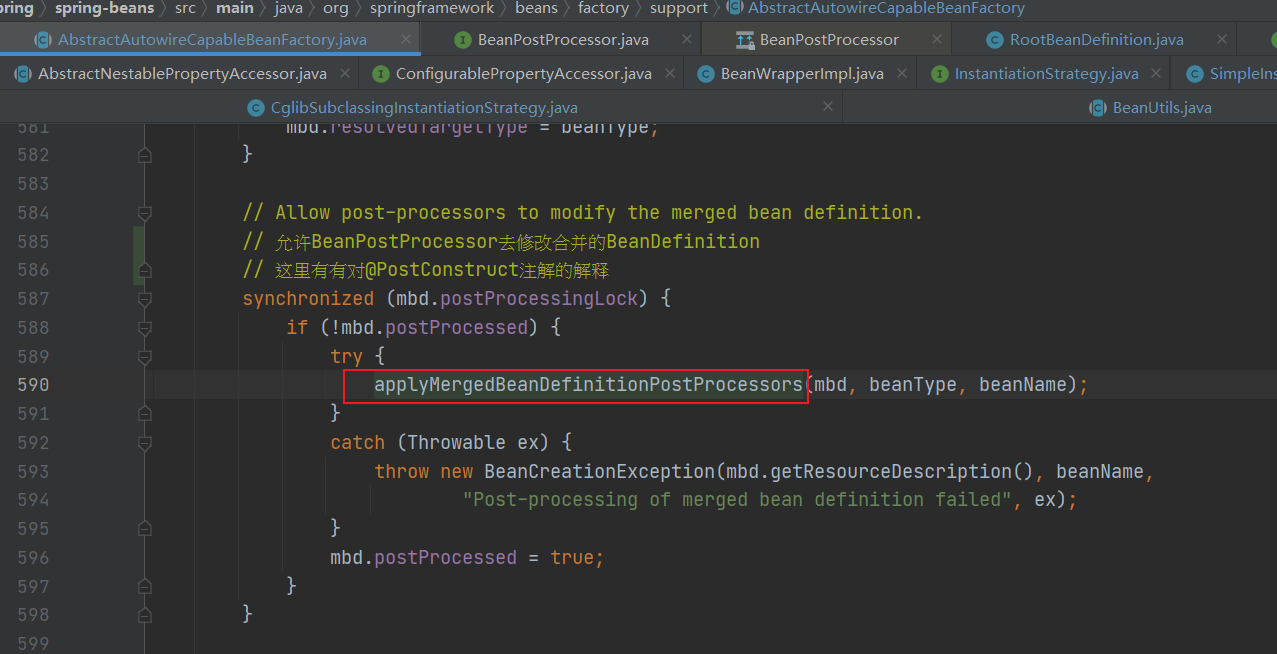 pring › spring-beans › src › main › java › org › springframework › beans › factory › support › AbstractAutowireCapableBeanFactory
AbstractAutowireCapableBeanFactory.java × BeanPostProcessor.java × BeanPostProcessor × RootBeanDefinition.java ×
AbstractNestablePropertyAccessor.java × ConfigurablePropertyAccessor.java × BeanWrapperImpl.java × InstantiationStrategy.java × SimpleIns
CglibSubclassingInstantiationStrategy.java × BeanUtils.java
581 mbd.resolvedTargetType = beanType;
582 }
583
584 // Allow post-processors to modify the merged bean definition.
585 // 允许BeanPostProcessor去修改合并的BeanDefinition
586 // 这里有有对@PostConstruct注解的解释
587 synchronized (mbd.postProcessingLock) {
588 if (!mbd.postProcessed) {
589 try {
590 applyMergedBeanDefinitionPostProcessors(mbd, beanType, beanName);
591 }
592 catch (Throwable ex) {
593 throw new BeanCreationException(mbd.getResourceDescription(), beanName,
594 "Post-processing of merged bean definition failed", ex);
595 }
596 mbd.postProcessed = true;
597 }
598 }
599